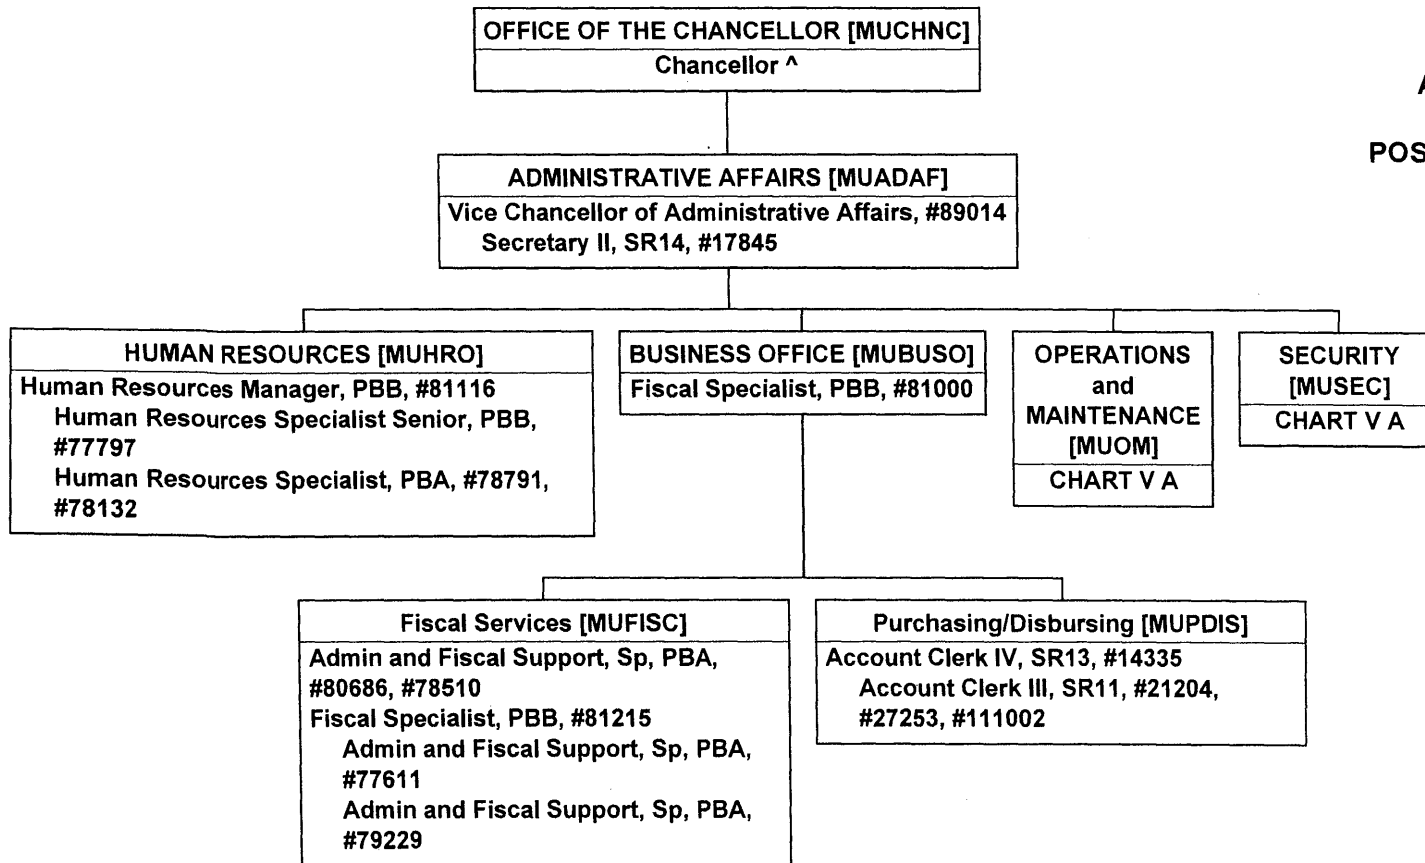 OFFICE OF THE CHANCELLOR [MUCHNC]
Chancellor ^
POS
ADMINISTRATIVE AFFAIRS [MUADAF]
Vice Chancellor of Administrative Affairs, #89014
Secretary II, SR14, #17845
HUMAN RESOURCES [MUHRO]
Human Resources Manager, PBB, #81116
Human Resources Specialist Senior, PBB,
#77797
Human Resources Specialist, PBA, #78791,
#78132
BUSINESS OFFICE [MUBUSO]
Fiscal Specialist, PBB, #81000
OPERATIONS
and
MAINTENANCE
[MUOM]
CHART V A
SECURITY
[MUSEC]
CHART V A
Fiscal Services [MUFISC]
Admin and Fiscal Support, Sp, PBA,
#80686, #78510
Fiscal Specialist, PBB, #81215
Admin and Fiscal Support, Sp, PBA,
#77611
Admin and Fiscal Support, Sp, PBA,
#79229
Purchasing/Disbursing [MUPDIS]
Account Clerk IV, SR13, #14335
Account Clerk III, SR11, #21204,
#27253, #111002